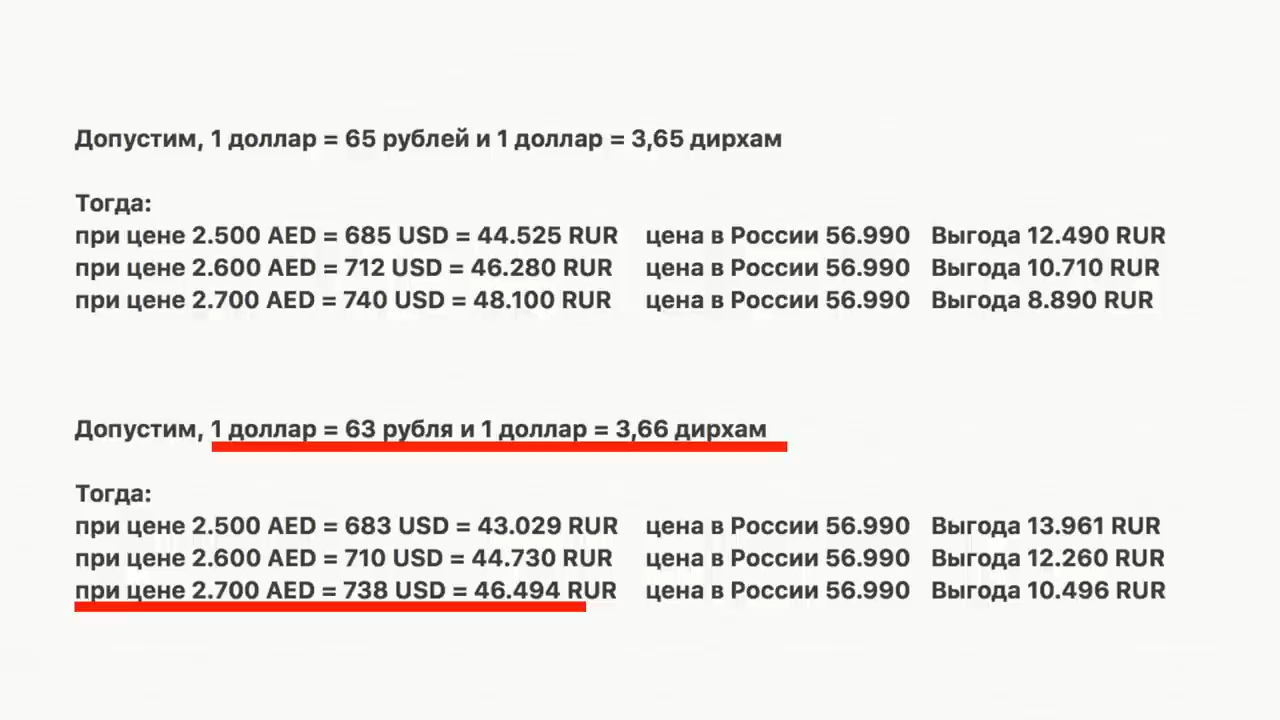 Допустим, 1 доллар = 65 рублей и 1 доллар = 3,65 дирхам
Тогда:
при цене 2.500 AED = 685 USD = 44.525 RUR цена в России 56.990 Выгода 12.490 RUR
при цене 2.600 AED = 712 USD = 46.280 RUR цена в России 56.990 Выгода 10.710 RUR
при цене 2.700 AED = 740 USD = 48.100 RUR цена в России 56.990 Выгода 8.890 RUR
Допустим, 1 доллар = 63 рубля и 1 доллар = 3,66 дирхам
Тогда:
при цене 2.500 AED = 683 USD = 43.029 RUR цена в России 56.990 Выгода 13.961 RUR
при цене 2.600 AED = 710 USD = 44.730 RUR цена в России 56.990 Выгода 12.260 RUR
при цене 2.700 AED = 738 USD = 46.494 RUR цена в России 56.990 Выгода 10.496 RUR